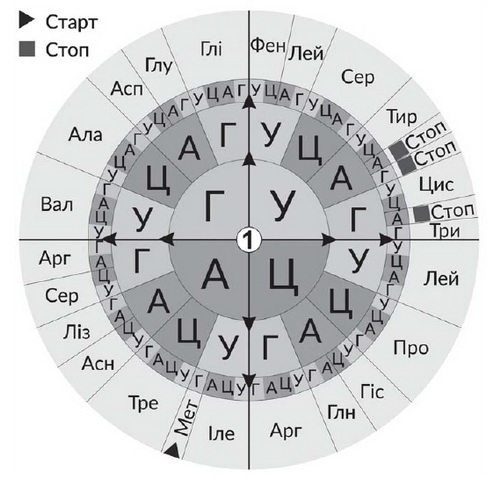 Старт
Стоп
Фен
Лей
Сер
Тир
Стоп
Стоп
Цис
Стоп
Три
Лей
Про
Гіс
Глн
Арг
Іле
Мет
Тре
Асн
Ліз
Сер
Арг
Вал
Ала
Асп
Глу
Глі
У Ц А Г У Ц А Г У Ц А Г У Ц А Г
У Ц А Г У Ц А Г У Ц А Г У Ц А Г
У Ц А Г У Ц А Г У Ц А Г У Ц А Г
У Ц А Г У Ц А Г У Ц А Г У Ц А Г
У Ц А Г
У Ц А Г
У Ц А Г
У Ц А Г
Г У
А Ц
1